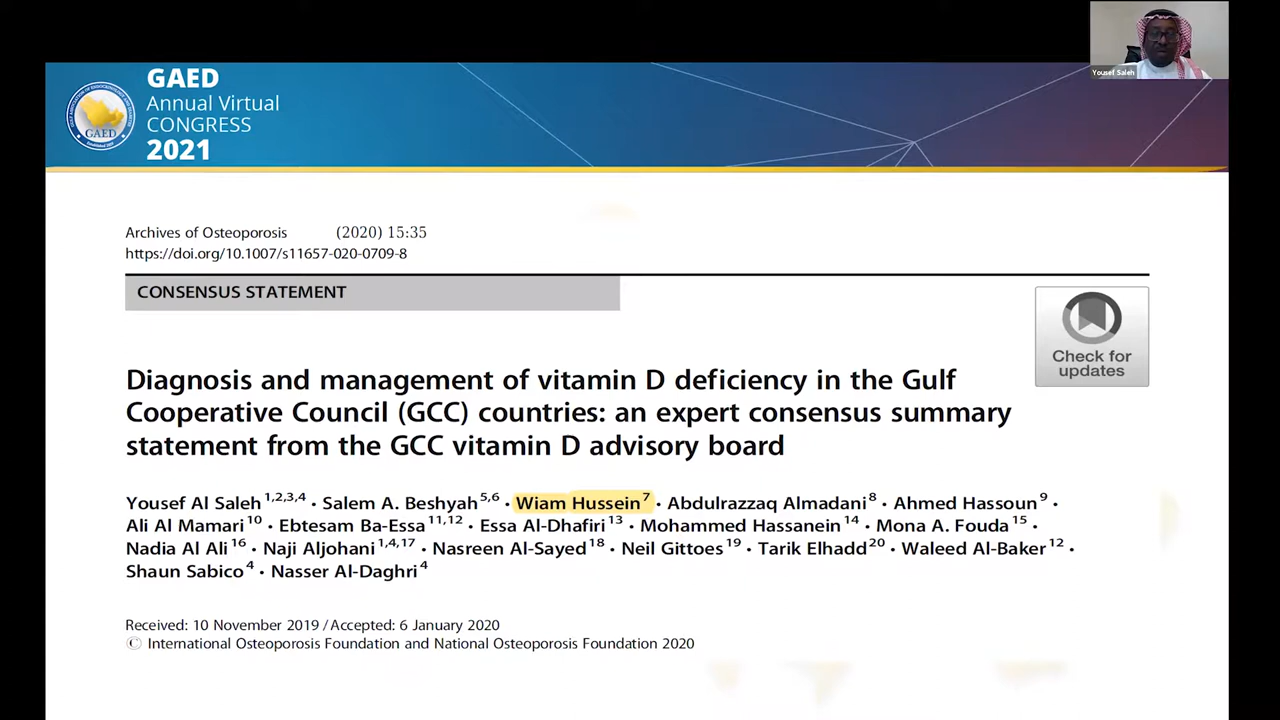 GAED
Annual Virtual
CONGRESS
2021
GAED
Yousef Saleh
Archives of Osteoporosis (2020) 15:35
https://doi.org/10.1007/s11657-020-0709-8
CONSENSUS STATEMENT
Check for
updates
Diagnosis and management of vitamin D deficiency in the Gulf
Cooperative Council (GCC) countries: an expert consensus summary
statement from the GCC vitamin D advisory board
Yousef Al Saleh 1,2,3,4 · Salem A. Beshyah 5,6 · Wiam Hussein 7 · Abdulrazzaq Almadani 8 · Ahmed Hassoun 9 ·
Ali Al Mamari 10 · Ebtesam Ba-Essa 11,12 · Essa Al-Dhafiri 13 · Mohammed Hassanein 14 · Mona A. Fouda 15 ·
Nadia Al Ali 16 · Naji Aljohani 1,4,17 · Nasreen Al-Sayed 18 · Neil Gittoes 19 · Tarik Elhadd 20 · Waleed Al-Baker 12 ·
Shaun Sabico 4 · Nasser Al-Daghri 4
Received: 10 November 2019 / Accepted: 6 January 2020
© International Osteoporosis Foundation and National Osteoporosis Foundation 2020